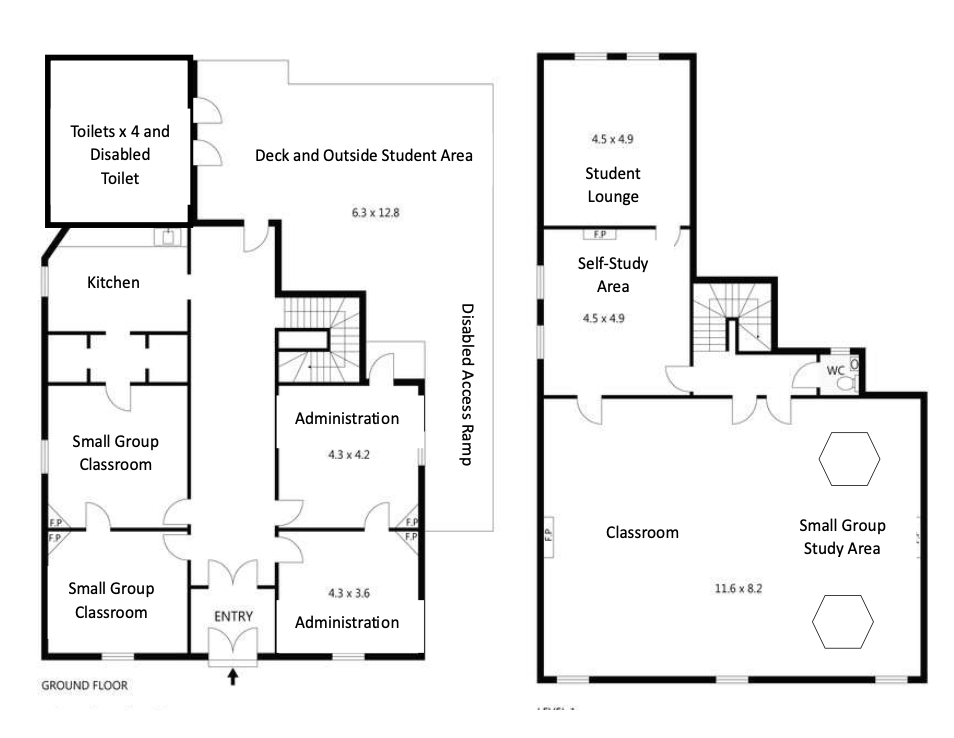 Toilets x 4 and
Disabled
Toilet
Deck and Outside Student Area
6.3 x 12.8
Kitchen
Disabled Access Ramp
Small Group
Classroom
F.P
F.P
Small Group
Classroom
Administration
4.3 x 4.2
F.P
F.P
4.3 x 3.6
Administration
ENTRY
GROUND FLOOR
4.5 x 4.9
Student
Lounge
F.P
Self-Study
Area
4.5 x 4.9
WC
F.P
Classroom
Small Group
Study Area
11.6 x 8.2